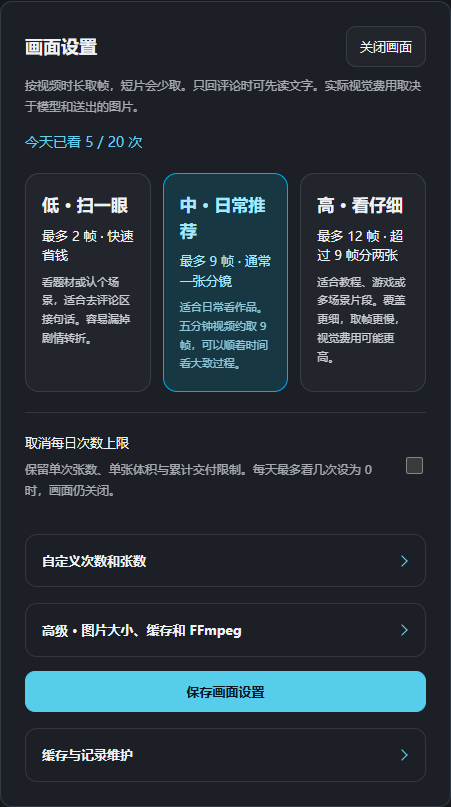 画面设置
关闭画面
按视频时长取帧，短片会少取。只回评论时可先读文字。实际视觉费用取决
于模型和送出的图片。
今天已看 5 / 20 次
低 · 扫一眼
最多 2 帧 · 快速
省钱
看题材或认个场
景，适合去评论区
接句话。容易漏掉
剧情转折。
中 · 日常推
荐
最多 9 帧 · 通常
一张分镜
适合日常看作品。
五分钟视频约取 9
帧，可以顺着时间
看大致过程。
高 · 看仔细
最多 12 帧 · 超
过 9 帧分两张
适合教程、游戏或
多场景片段。覆盖
更细，取帧更慢，
视觉费用可能更
高。
取消每日次数上限
保留单次张数、单张体积与累计交付限制。每天最多看几次设为 0
时，画面仍关闭。
自定义次数和张数
高级 · 图片大小、缓存和 FFmpeg
保存画面设置
缓存与记录维护